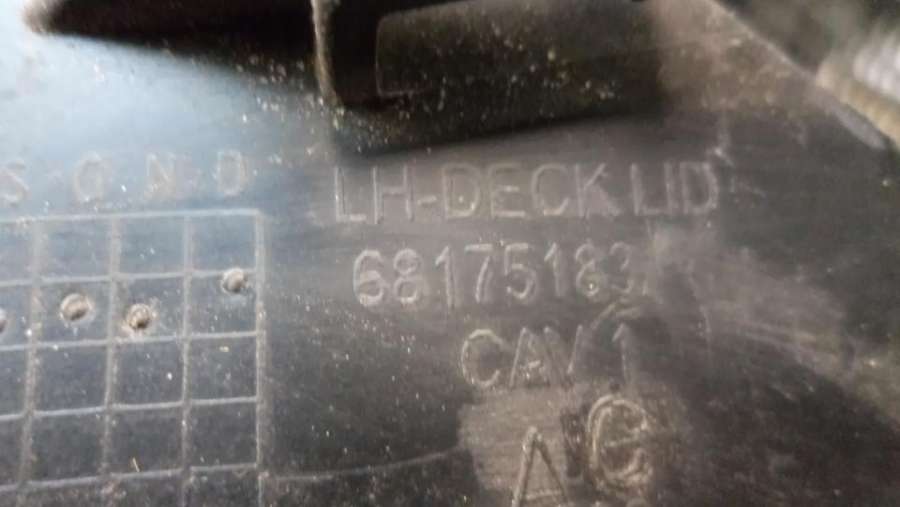 S O N D
LH-DECK LID
68175183
CAV 1